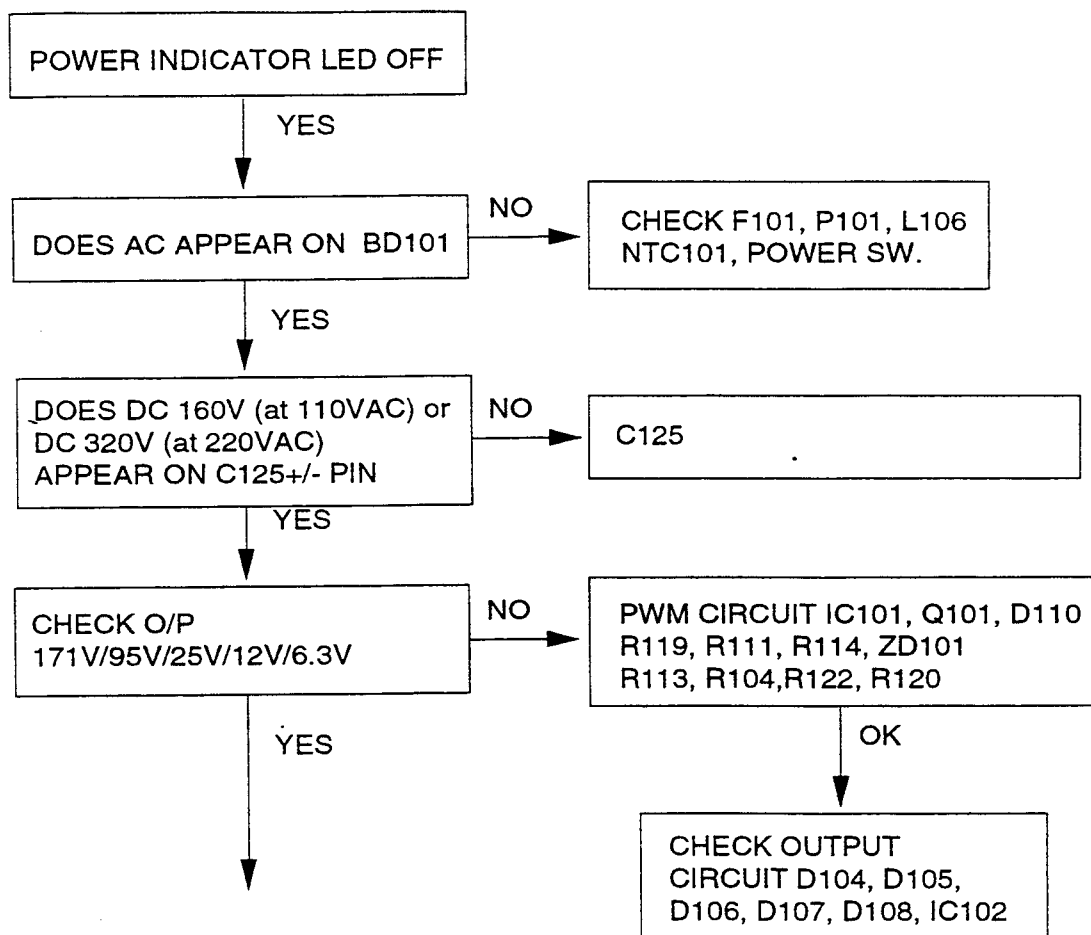 POWER INDICATOR LED OFF
YES
DOES AC APPEAR ON BD101
NO
CHECK F101, P101, L106
NTC101, POWER SW.
YES
DOES DC 160V (at 110VAC) or
DC 320V (at 220VAC)
APPEAR ON C125+/- PIN
NO
C125
YES
CHECK O/P
171V/95V/25V/12V/6.3V
NO
PWM CIRCUIT IC101, Q101, D110
R119, R111, R114, ZD101
R113, R104,R122, R120
YES
OK
CHECK OUTPUT
CIRCUIT D104, D105,
D106, D107, D108, IC102